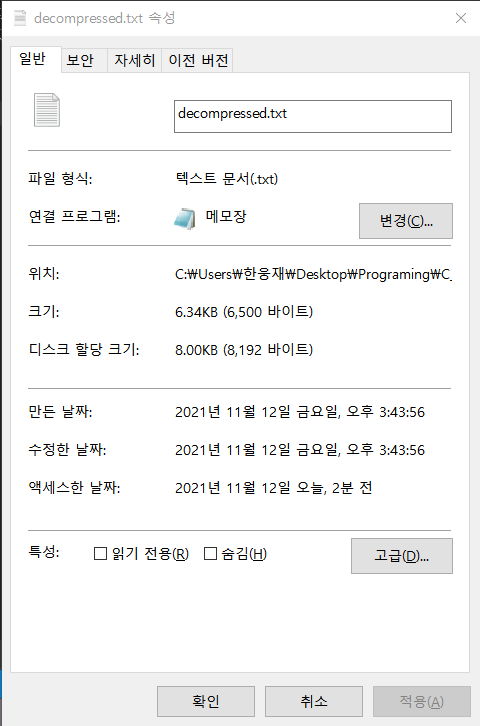 decompressed.txt 속성
일반 보안 자세히 이전 버전
decompressed.txt
파일 형식: 텍스트 문서(.txt)
연결 프로그램: 메모장 변경(C)...
위치: C:₩Users₩한웅재₩Desktop₩Programing₩C_
크기: 6.34KB (6,500 바이트)
디스크 할당 크기: 8.00KB (8,192 바이트)
만든 날짜: 2021년 11월 12일 금요일, 오후 3:43:56
수정한 날짜: 2021년 11월 12일 금요일, 오후 3:43:56
액세스한 날짜: 2021년 11월 12일 오늘, 2분 전
특성: 읽기 전용(R) 숨김(H) 고급(D)...
확인 취소 적용(A)